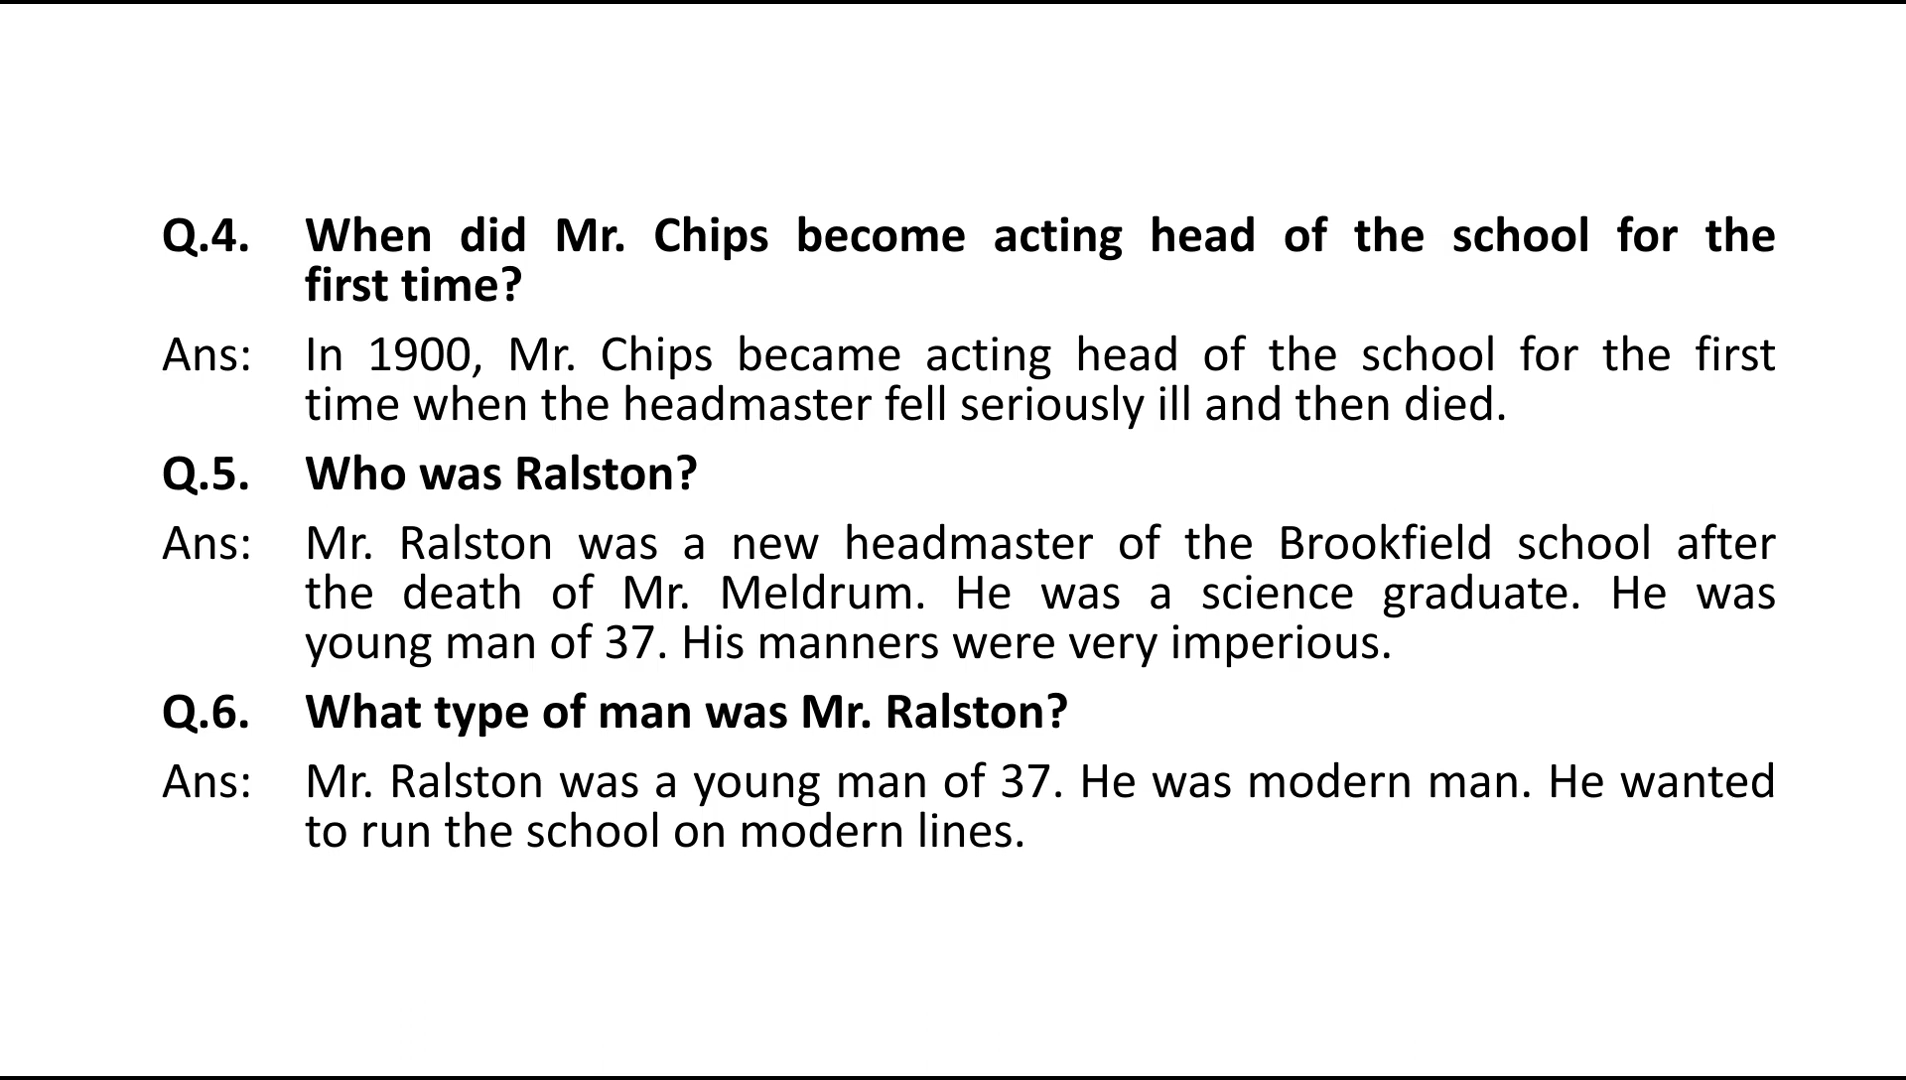 Q.4. When did Mr. Chips become acting head of the school for the
first time?
Ans: In 1900, Mr. Chips became acting head of the school for the first
time when the headmaster fell seriously ill and then died.
Q.5. Who was Ralston?
Ans: Mr. Ralston was a new headmaster of the Brookfield school after
the death of Mr. Meldrum. He was a science graduate. He was
young man of 37. His manners were very imperious.
Q.6. What type of man was Mr. Ralston?
Ans: Mr. Ralston was a young man of 37. He was modern man. He wanted
to run the school on modern lines.